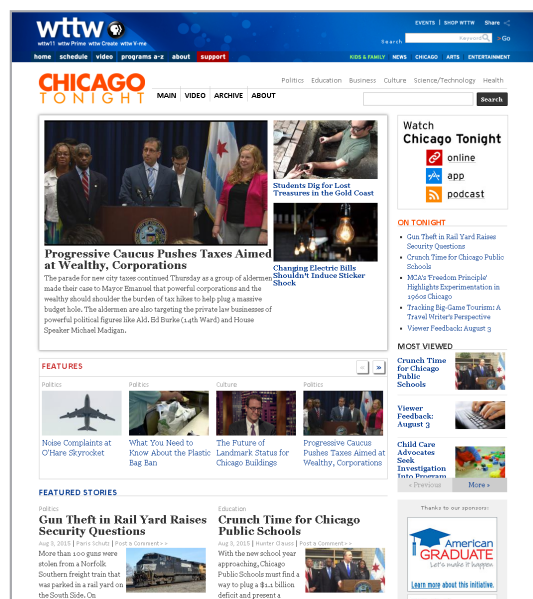 wttw
wttw11 wttw Prime wttw Create wttw V-me
EVENTS | SHOP WTTW Share
Search Keyword Go
home schedule video programs a-z about support
KIDS & FAMILY NEWS CHICAGO ARTS ENTERTAINMENT
CHICAGO
TONIGHT
Politics Education Business Culture Science/Technology Health
MAIN VIDEO ARCHIVE ABOUT
Search
Progressive Caucus Pushes Taxes Aimed
at Wealthy, Corporations
The parade for new city taxes continued Thursday as a group of aldermen
made their case to Mayor Emanuel that powerful corporations and the
wealthy should shoulder the burden of tax hikes to help plug a massive
budget hole. The aldermen are also targeting the private law businesses of
powerful political figures like Ald. Ed Burke (14th Ward) and House
Speaker Michael Madigan.
Students Dig for Lost
Treasures in the Gold Coast
Changing Electric Bills
Shouldn't Induce Sticker
Shock
Watch
Chicago Tonight
online
app
podcast
ON TONIGHT
Gun Theft in Rail Yard Raises
Security Questions
Crunch Time for Chicago Public
Schools
MCA's 'Freedom Principle'
Highlights Experimentation in
1960s Chicago
Tracking Big-Game Tourism: A
Travel Writer's Perspective
Viewer Feedback: August 3
MOST VIEWED
Crunch Time
for Chicago
Public
Schools
Viewer
Feedback:
August 3
Child Care
Advocates
Seek
Investigation
Into Program
« Previous More »
FEATURES
« »
Politics
Noise Complaints at
O'Hare Skyrocket
Politics
What You Need to
Know About the Plastic
Bag Ban
Culture
The Future of
Landmark Status for
Chicago Buildings
Politics
Progressive Caucus
Pushes Taxes Aimed at
Wealthy, Corporations
FEATURED STORIES
Politics
Gun Theft in Rail Yard Raises
Security Questions
Aug 3, 2015 | Paris Schutz | Post a Comment >>
More than 100 guns were
stolen from a Norfolk
Southern freight train that
was parked in a rail yard on
the South Side. On
Education
Crunch Time for Chicago
Public Schools
Aug 3, 2015 | Hunter Clauss | Post a Comment >>
With the new school year
approaching, Chicago
Public Schools must find a
way to plug a $1.1 billion
deficit and present a
Thanks to our sponsors:
American
GRADUATE
Let's make it happen
Learn more about this initiative.